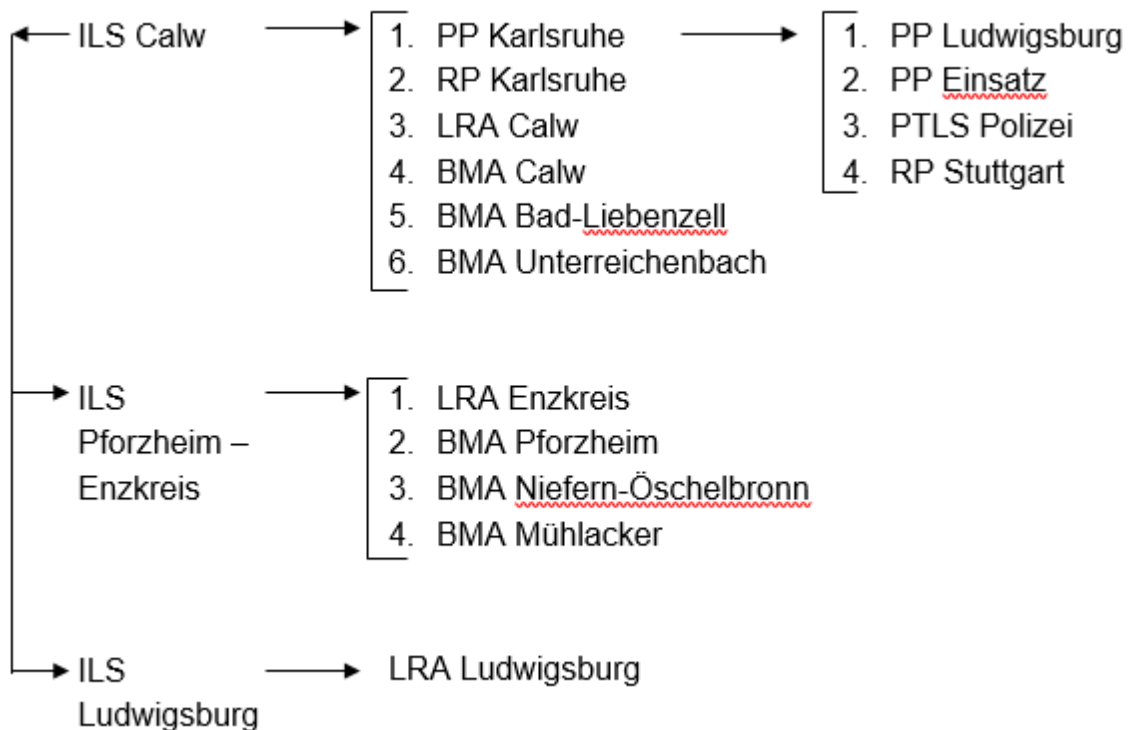 ILS Calw
1. PP Karlsruhe
2. RP Karlsruhe
3. LRA Calw
4. BMA Calw
5. BMA Bad-Liebenzell
6. BMA Unterreichenbach
1. PP Ludwigsburg
2. PP Einsatz
3. PTLS Polizei
4. RP Stuttgart
ILS
Pforzheim –
Enzkreis
1. LRA Enzkreis
2. BMA Pforzheim
3. BMA Niefern-Öschelbronn
4. BMA Mühlacker
ILS
Ludwigsburg
LRA Ludwigsburg